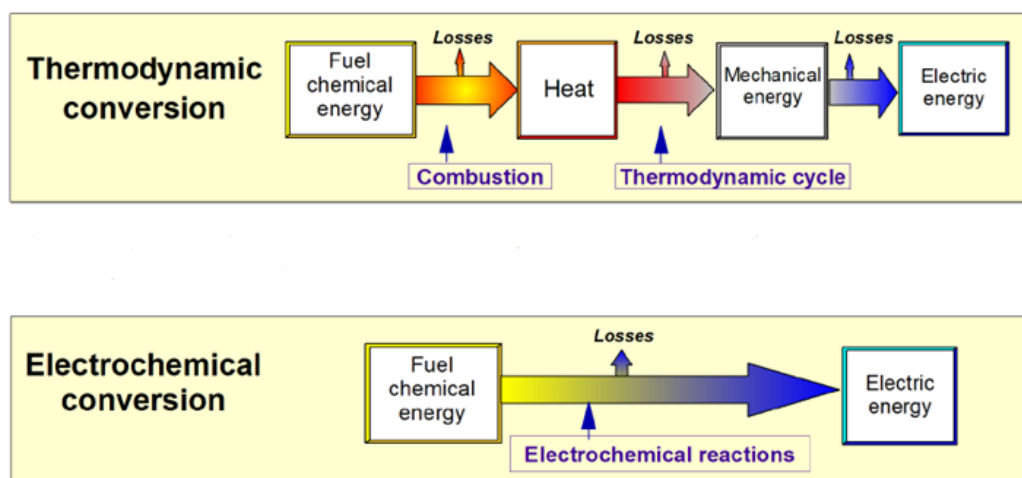 Thermodynamic
conversion
Fuel
chemical
energy
Losses
Combustion
Heat
Losses
Thermodynamic cycle
Mechanical
energy
Losses
Electric
energy
Electrochemical
conversion
Fuel
chemical
energy
Losses
Electrochemical reactions
Electric
energy